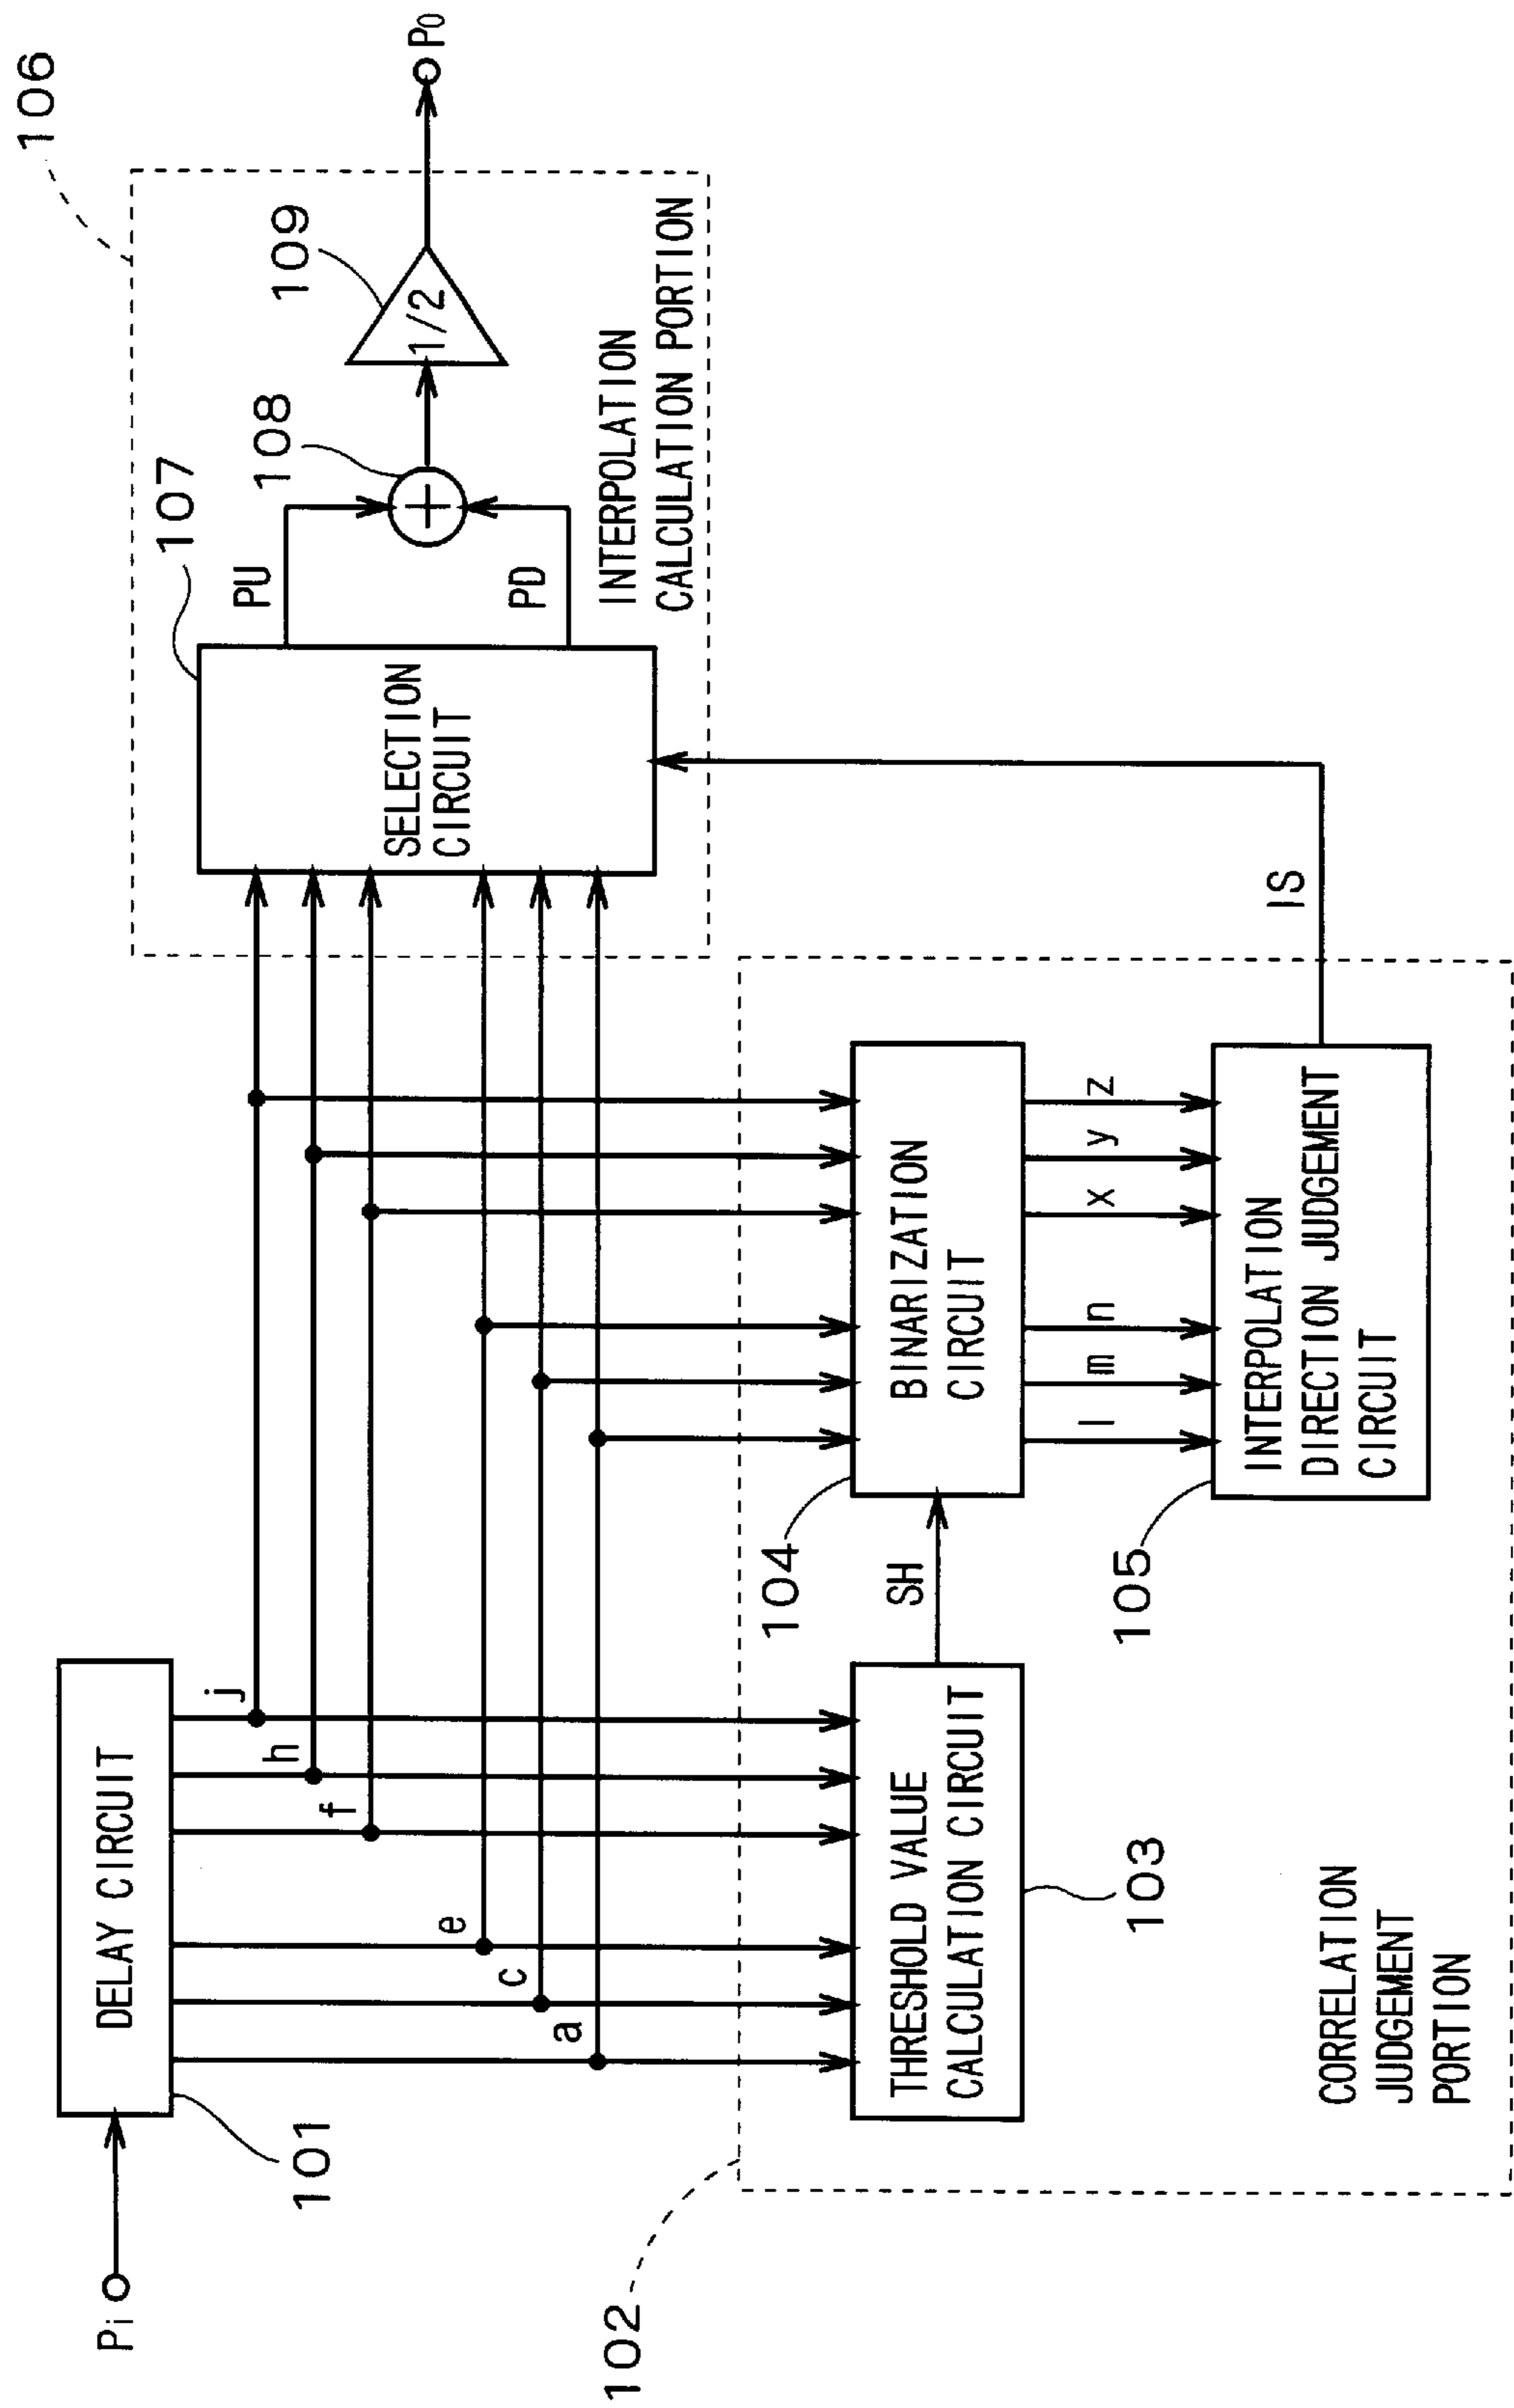 Pi
DELAY CIRCUIT
101
j
h
f
e
c
a
106
107
SELECTION
CIRCUIT
PU
PD
108
109
1/2
Po
INTERPOLATION
CALCULATION PORTION
102
THRESHOLD VALUE
CALCULATION CIRCUIT
103
SH
104
BINARIZATION
CIRCUIT
l
m
n
x
y
z
105
INTERPOLATION
DIRECTION JUDGEMENT
CIRCUIT
IS
CORRELATION
JUDGEMENT
PORTION